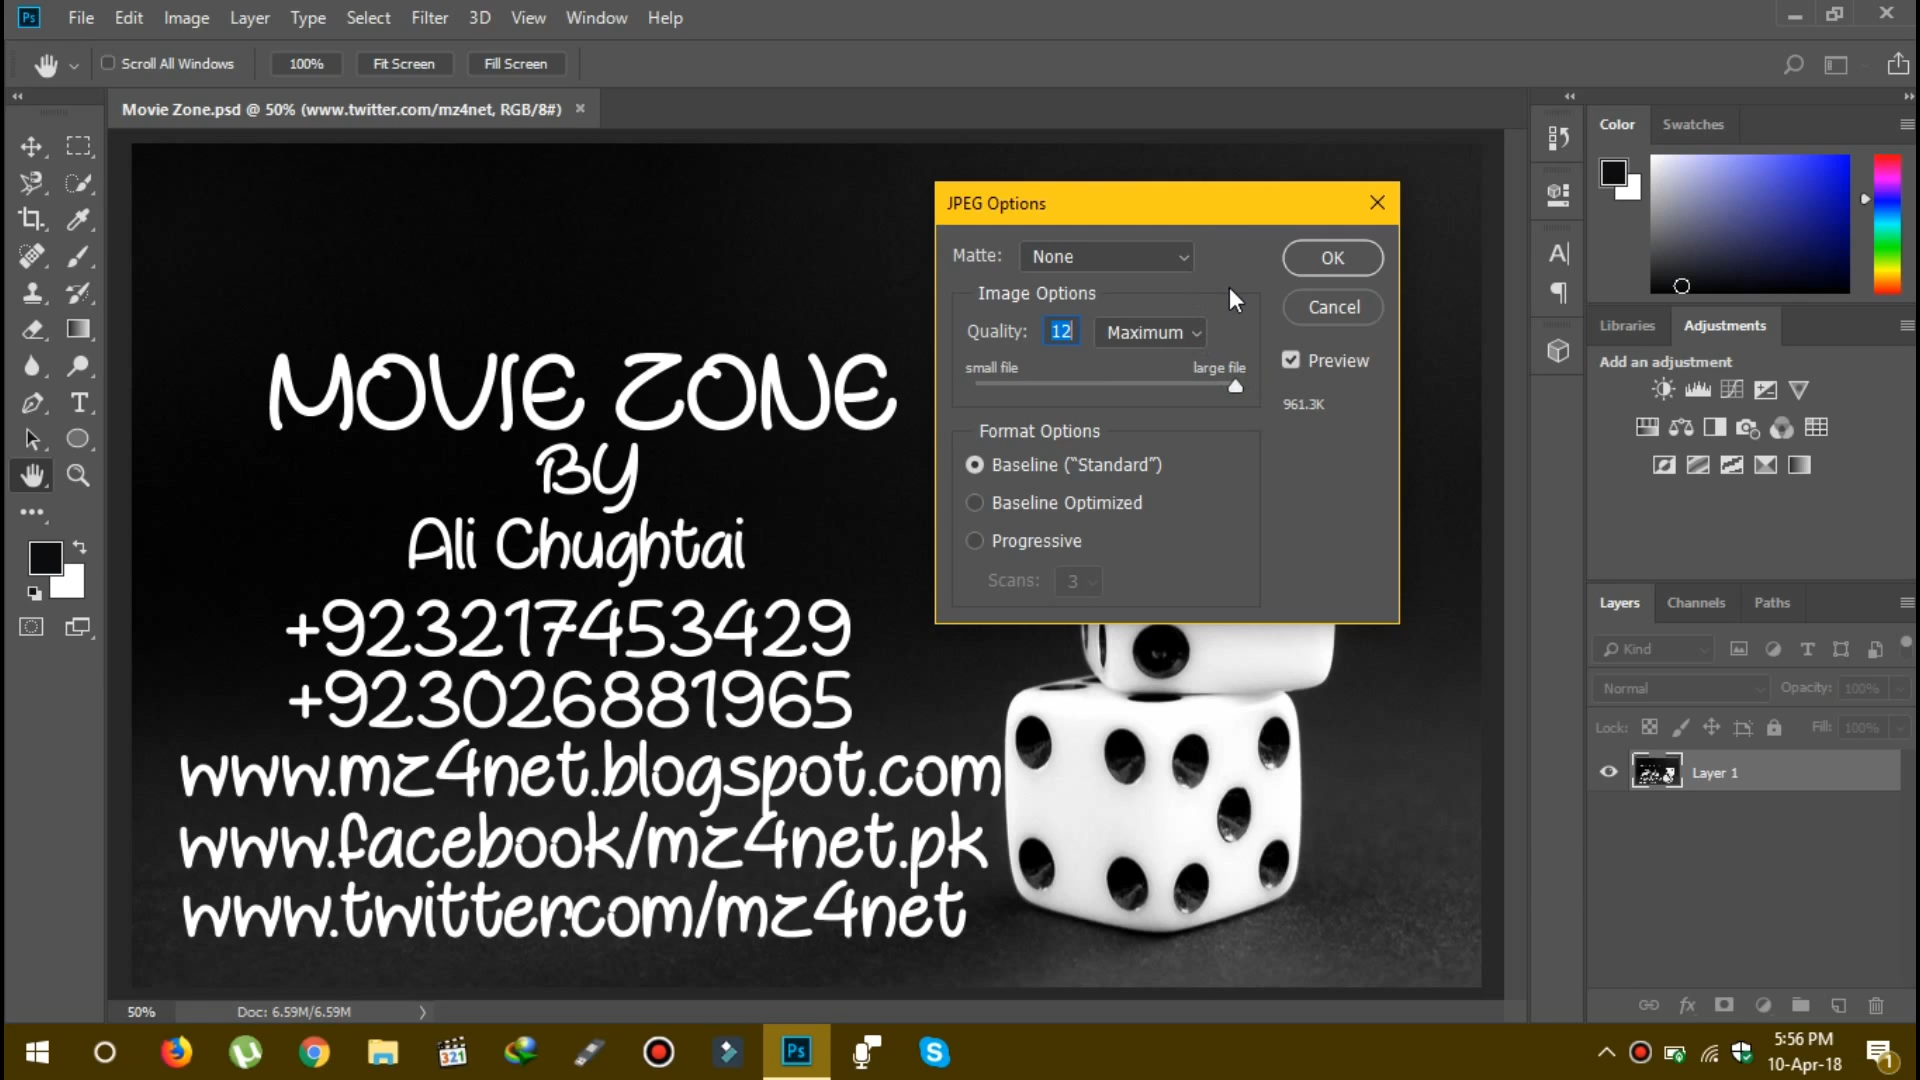 Ps File Edit Image Layer Type Select Filter 3D View Window Help
Scroll All Windows 100% Fit Screen Fill Screen
Movie Zone.psd @ 50% (www.twitter.com/mz4net, RGB/8#) ×
MOVIE ZONE
BY
Ali Chughtai
+923217453429
+923026881965
www.mz4net.blogspot.com
www.facebook/mz4net.pk
www.twitter.com/mz4net
JPEG Options
Matte: None
OK
Image Options
Cancel
Quality: 12 Maximum
small file large file
Preview
961.3K
Format Options
Baseline (“Standard”)
Baseline Optimized
Progressive
Scans: 3
Color Swatches
Libraries Adjustments
Add an adjustment
Layers Channels Paths
Kind
Normal Opacity: 100%
Lock: Fill: 100%
Layer 1
fx
50% Doc: 6.59M/6.59M
321
Ps
5:56 PM
10-Apr-18
1